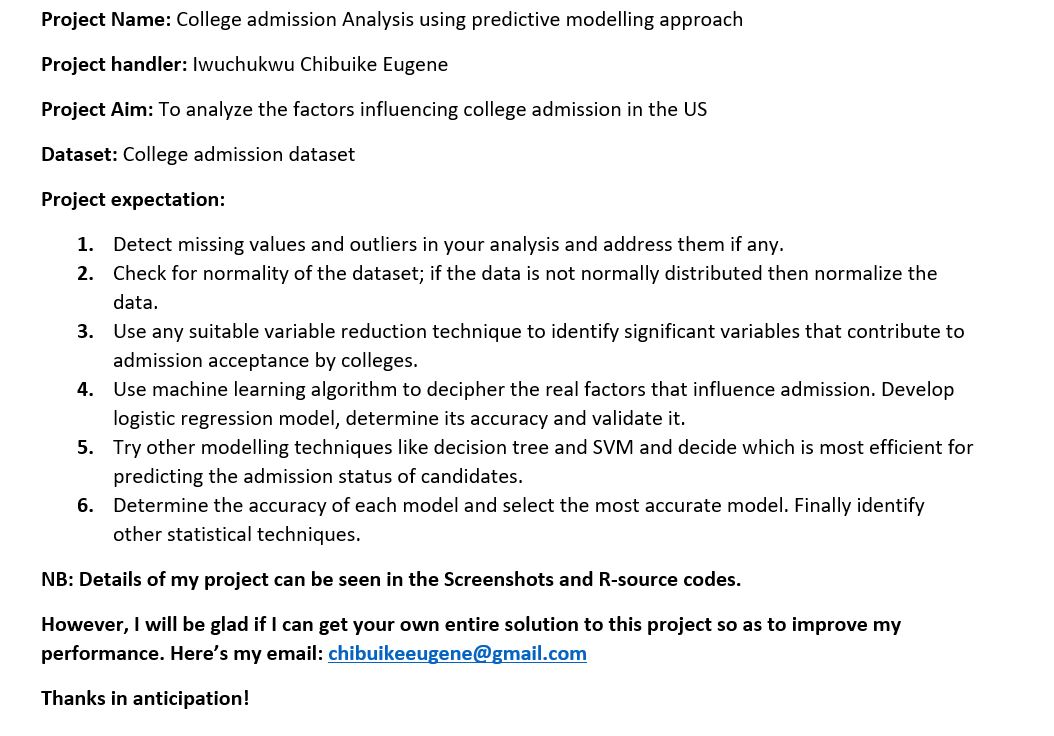 Project Name: College admission Analysis using predictive modelling approach
Project handler: Iwuchukwu Chibuike Eugene
Project Aim: To analyze the factors influencing college admission in the US
Dataset: College admission dataset
Project expectation:
1. Detect missing values and outliers in your analysis and address them if any.
2. Check for normality of the dataset; if the data is not normally distributed then normalize the
data.
3. Use any suitable variable reduction technique to identify significant variables that contribute to
admission acceptance by colleges.
4. Use machine learning algorithm to decipher the real factors that influence admission. Develop
logistic regression model, determine its accuracy and validate it.
5. Try other modelling techniques like decision tree and SVM and decide which is most efficient for
predicting the admission status of candidates.
6. Determine the accuracy of each model and select the most accurate model. Finally identify
other statistical techniques.
NB: Details of my project can be seen in the Screenshots and R-source codes.
However, I will be glad if I can get your own entire solution to this project so as to improve my
performance. Here’s my email: chibuikeeugene@gmail.com
Thanks in anticipation!